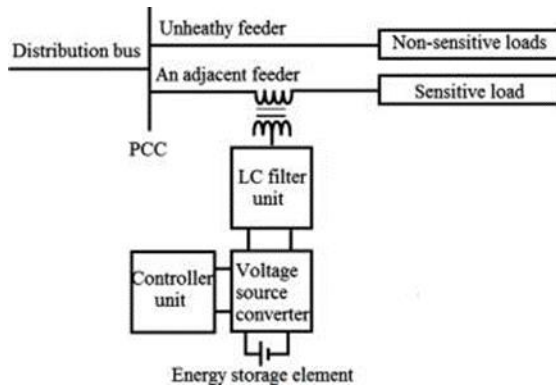 Unheathy feeder
Distribution bus
Non-sensitive loads
An adjacent feeder
Sensitive load
PCC
LC filter
unit
Controller
unit
Voltage
source
converter
Energy storage element